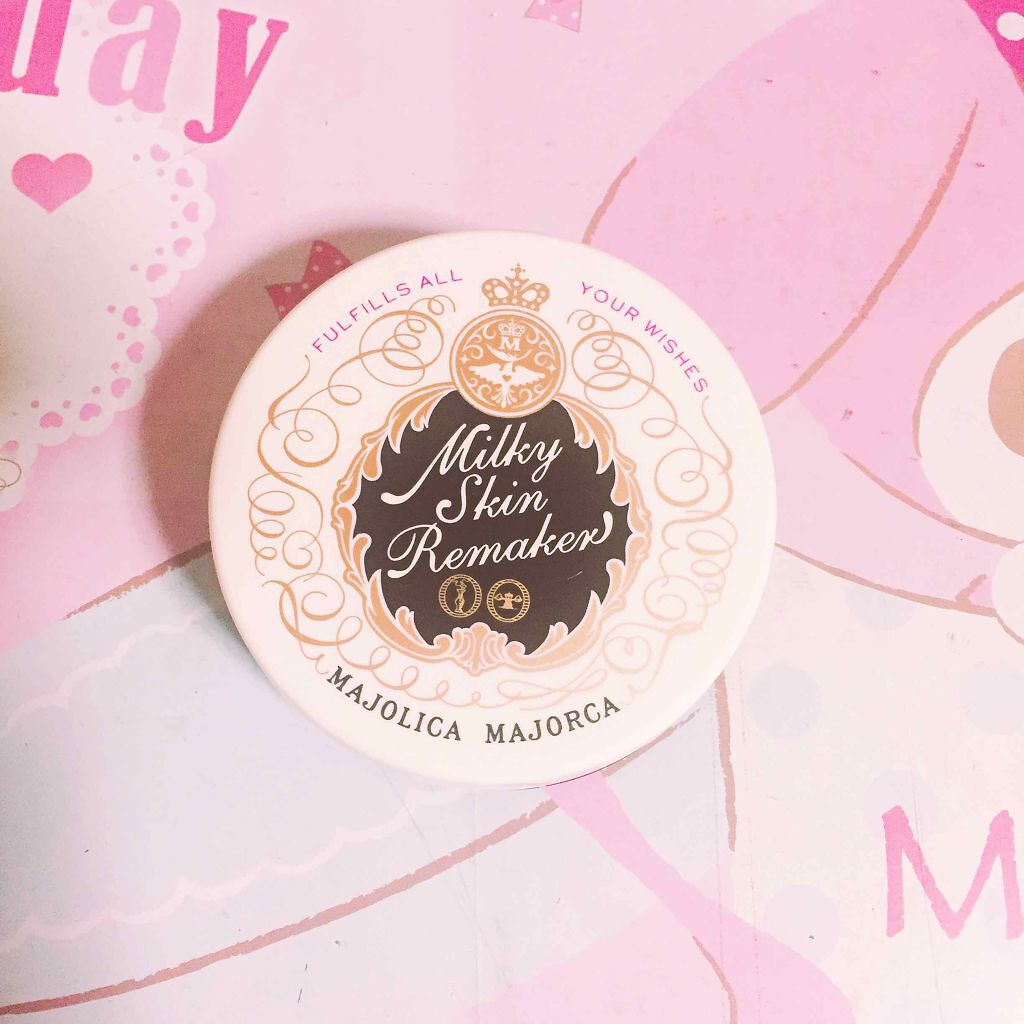 day
FULFILLS ALL YOUR WISHES
M
Milky
Skin
Remaker
MAJOLICA MAJORCA
M